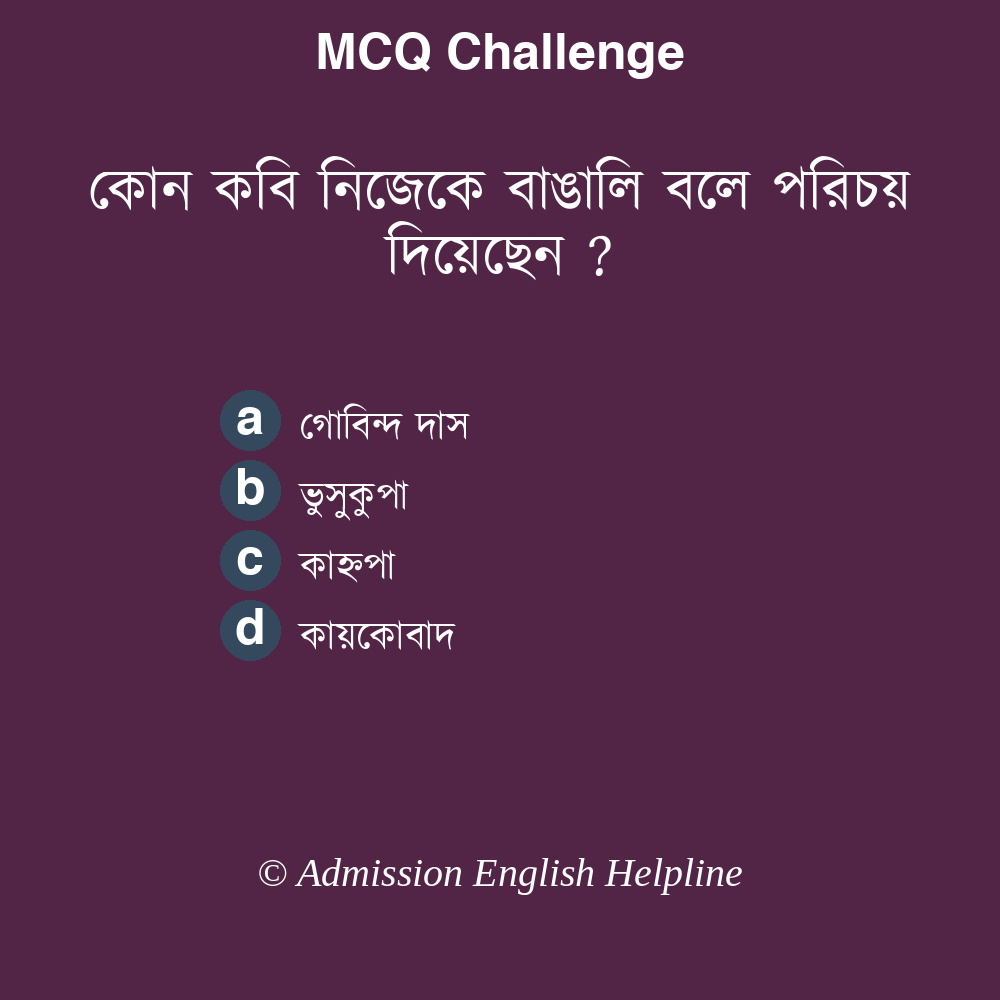 MCQ Challenge
কোন কবি নিজেকে বাঙালি বলে পরিচয়
দিয়েছেন ?
a গোবিন্দ দাস
b ভুসুকুপা
c কাহ্নপা
d কায়কোবাদ
© Admission English Helpline